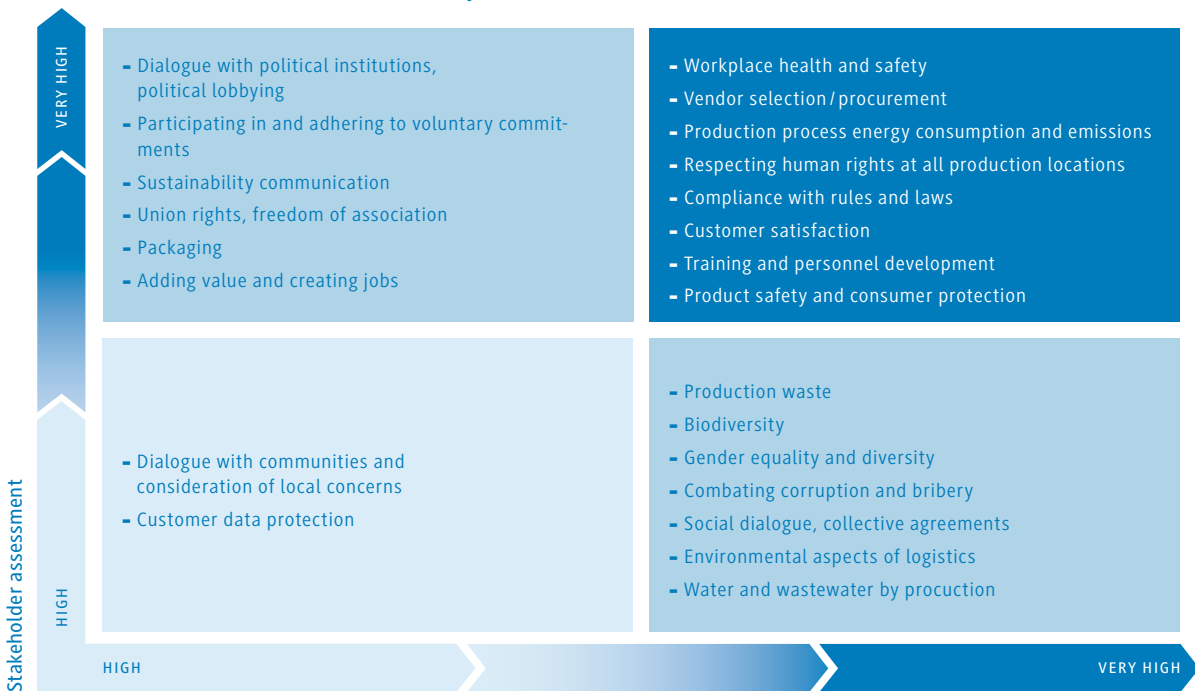 VERY HIGH
- Dialogue with political institutions,
political lobbying
- Participating in and adhering to voluntary commit-
ments
- Sustainability communication
- Union rights, freedom of association
- Packaging
- Adding value and creating jobs
- Workplace health and safety
- Vendor selection/procurement
- Production process energy consumption and emissions
- Respecting human rights at all production locations
- Compliance with rules and laws
- Customer satisfaction
- Training and personnel development
- Product safety and consumer protection
- Dialogue with communities and
consideration of local concerns
- Customer data protection
- Production waste
- Biodiversity
- Gender equality and diversity
- Combating corruption and bribery
- Social dialogue, collective agreements
- Environmental aspects of logistics
- Water and wastewater by procuction
Stakeholder assessment
HIGH
HIGH
VERY HIGH